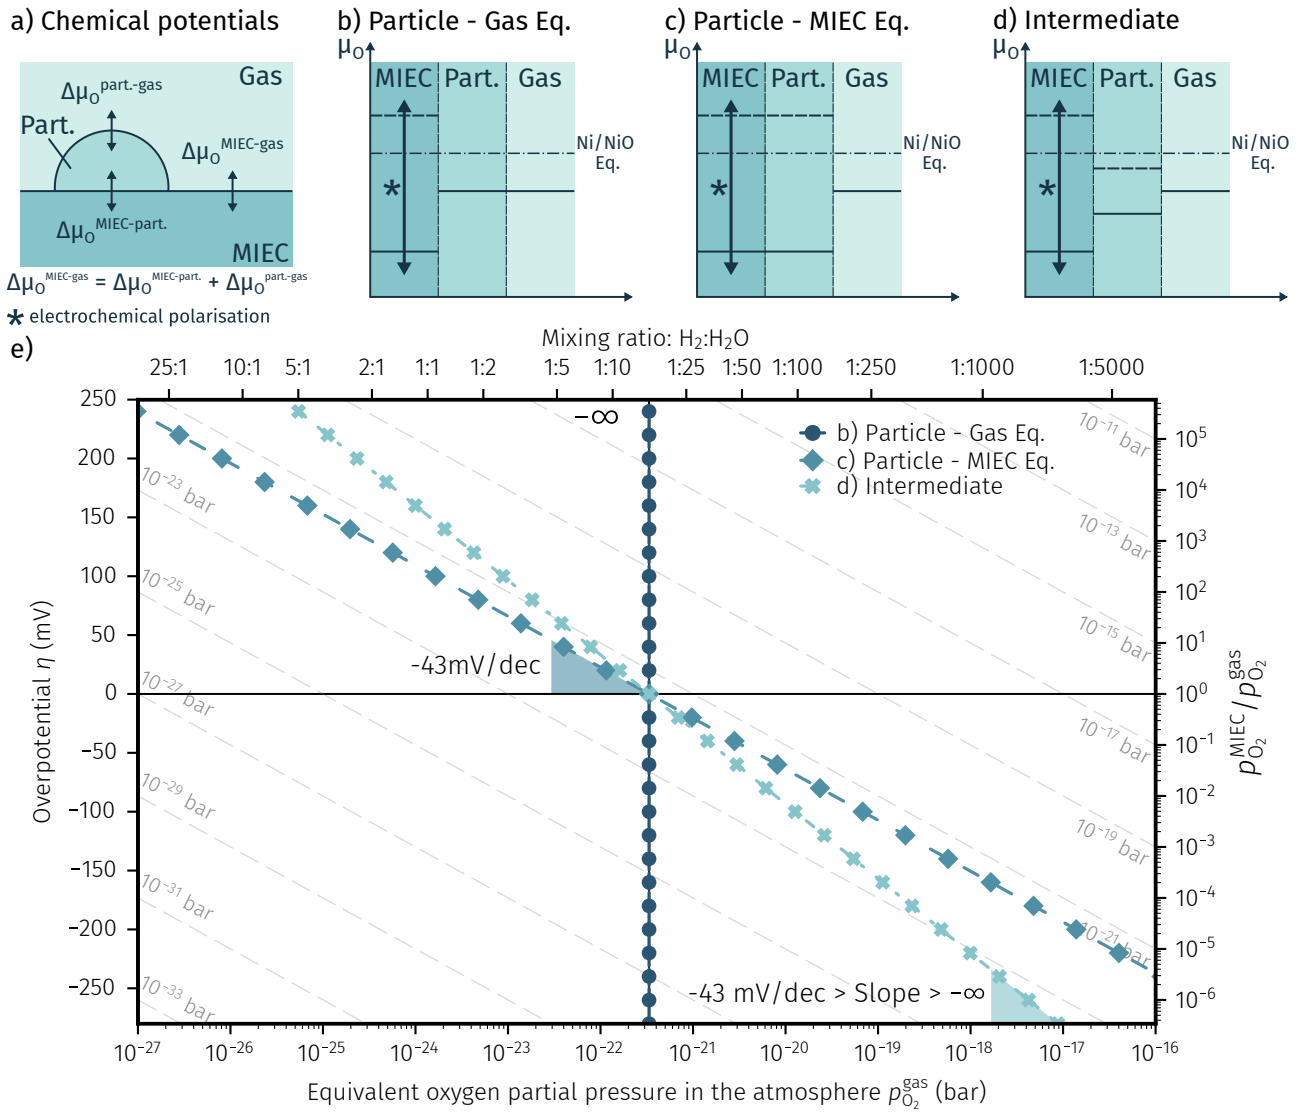 a) Chemical potentials
Gas
Δμ_O^part.-gas
Part.
Δμ_O^MIEC-gas
Δμ_O^MIEC-part.
MIEC
Δμ_O^MIEC-gas = Δμ_O^MIEC-part. + Δμ_O^part.-gas
* electrochemical polarisation
b) Particle - Gas Eq.
μ_O
MIEC Part. Gas
Ni/NiO
Eq.
*
c) Particle - MIEC Eq.
μ_O
MIEC Part. Gas
Ni/NiO
Eq.
*
d) Intermediate
μ_O
MIEC Part. Gas
Ni/NiO
Eq.
*
e)
Mixing ratio: H₂:H₂O
25:1 10:1 5:1 2:1 1:1 1:2 1:5 1:10 1:25 1:50 1:100 1:250 1:1000 1:5000
−∞
b) Particle - Gas Eq.
c) Particle - MIEC Eq.
d) Intermediate
10⁻¹¹ bar
10⁻¹³ bar
10⁻¹⁵ bar
10⁻¹⁷ bar
10⁻¹⁹ bar
10⁻²¹ bar
10⁻²³ bar
10⁻²⁵ bar
10⁻²⁷ bar
10⁻²⁹ bar
10⁻³¹ bar
10⁻³³ bar
-43mV/dec
-43 mV/dec > Slope > −∞
Overpotential η (mV)
250
200
150
100
50
0
−50
−100
−150
−200
−250
10⁵
10⁴
10³
10²
10¹
10⁰
10⁻¹
10⁻²
10⁻³
10⁻⁴
10⁻⁵
10⁻⁶
p_O₂^MIEC/p_O₂^gas
10⁻²⁷ 10⁻²⁶ 10⁻²⁵ 10⁻²⁴ 10⁻²³ 10⁻²² 10⁻²¹ 10⁻²⁰ 10⁻¹⁹ 10⁻¹⁸ 10⁻¹⁷ 10⁻¹⁶
Equivalent oxygen partial pressure in the atmosphere p_O₂^gas (bar)